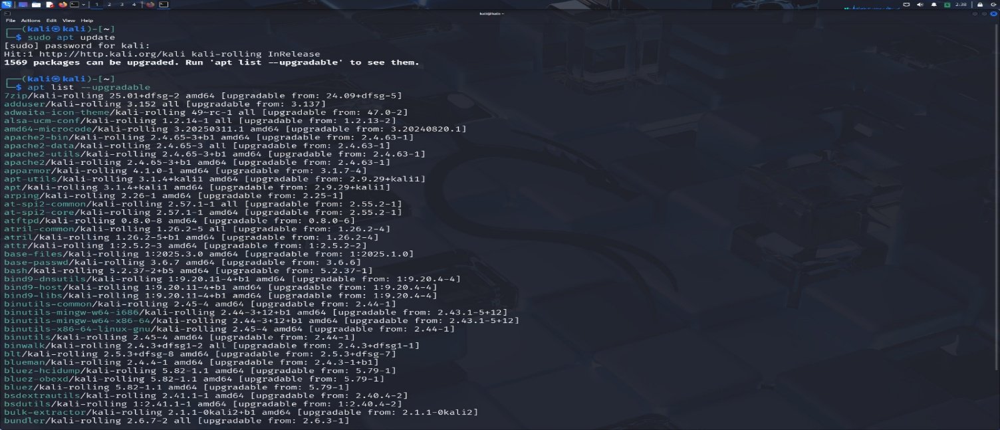 1 2 3 4
2:38
kali@kali: ~
File Actions Edit View Help
┌──(kali㉿kali)-[~]
└─$ sudo apt update
[sudo] password for kali:
Hit:1 http://http.kali.org/kali kali-rolling InRelease
1569 packages can be upgraded. Run 'apt list --upgradable' to see them.
┌──(kali㉿kali)-[~]
└─$ apt list --upgradable
7zip/kali-rolling 25.01+dfsg-2 amd64 [upgradable from: 24.09+dfsg-5]
adduser/kali-rolling 3.152 all [upgradable from: 3.137]
adwaita-icon-theme/kali-rolling 49~rc-1 all [upgradable from: 47.0-2]
alsa-ucm-conf/kali-rolling 1.2.14-1 all [upgradable from: 1.2.13-2]
amd64-microcode/kali-rolling 3.20250311.1 amd64 [upgradable from: 3.20240820.1]
apache2-bin/kali-rolling 2.4.65-3+b1 amd64 [upgradable from: 2.4.63-1]
apache2-data/kali-rolling 2.4.65-3 all [upgradable from: 2.4.63-1]
apache2-utils/kali-rolling 2.4.65-3+b1 amd64 [upgradable from: 2.4.63-1]
apache2/kali-rolling 2.4.65-3+b1 amd64 [upgradable from: 2.4.63-1]
apparmor/kali-rolling 4.1.0-1 amd64 [upgradable from: 3.1.7-4]
apt-utils/kali-rolling 3.1.4+kali1 amd64 [upgradable from: 2.9.29+kali1]
apt/kali-rolling 3.1.4+kali1 amd64 [upgradable from: 2.9.29+kali1]
arping/kali-rolling 2.26-1 amd64 [upgradable from: 2.25-1]
at-spi2-common/kali-rolling 2.57.1-1 all [upgradable from: 2.55.2-1]
at-spi2-core/kali-rolling 2.57.1-1 amd64 [upgradable from: 2.55.2-1]
atftpd/kali-rolling 0.8.0-8 amd64 [upgradable from: 0.8.0-6]
atril-common/kali-rolling 1.26.2-5 all [upgradable from: 1.26.2-4]
atril/kali-rolling 1.26.2-5+b1 amd64 [upgradable from: 1.26.2-4]
attr/kali-rolling 1:2.5.2-3 amd64 [upgradable from: 1:2.5.2-2]
base-files/kali-rolling 1:2025.3.0 amd64 [upgradable from: 1:2025.1.0]
base-passwd/kali-rolling 3.6.7 amd64 [upgradable from: 3.6.6]
bash/kali-rolling 5.2.37-2+b5 amd64 [upgradable from: 5.2.37-1]
bind9-dnsutils/kali-rolling 1:9.20.11-4+b1 amd64 [upgradable from: 1:9.20.4-4]
bind9-host/kali-rolling 1:9.20.11-4+b1 amd64 [upgradable from: 1:9.20.4-4]
bind9-libs/kali-rolling 1:9.20.11-4+b1 amd64 [upgradable from: 1:9.20.4-4]
binutils-common/kali-rolling 2.45-4 amd64 [upgradable from: 2.44-1]
binutils-mingw-w64-i686/kali-rolling 2.44-3+12+b1 amd64 [upgradable from: 2.43.1-5+12]
binutils-mingw-w64-x86-64/kali-rolling 2.44-3+12+b1 amd64 [upgradable from: 2.43.1-5+12]
binutils-x86-64-linux-gnu/kali-rolling 2.45-4 amd64 [upgradable from: 2.44-1]
binutils/kali-rolling 2.45-4 amd64 [upgradable from: 2.44-1]
binwalk/kali-rolling 2.4.3+dfsg1-2 all [upgradable from: 2.4.3+dfsg1-1]
blt/kali-rolling 2.5.3+dfsg-8 amd64 [upgradable from: 2.5.3+dfsg-7]
blueman/kali-rolling 2.4.4-1 amd64 [upgradable from: 2.4.3-1+b1]
bluez-hcidump/kali-rolling 5.82-1.1 amd64 [upgradable from: 5.79-1]
bluez-obexd/kali-rolling 5.82-1.1 amd64 [upgradable from: 5.79-1]
bluez/kali-rolling 5.82-1.1 amd64 [upgradable from: 5.79-1]
bsdextrautils/kali-rolling 2.41.1-1 amd64 [upgradable from: 2.40.4-2]
bsdutils/kali-rolling 1:2.41.1-1 amd64 [upgradable from: 1:2.40.4-2]
bulk-extractor/kali-rolling 2.1.1-0kali2+b1 amd64 [upgradable from: 2.1.1-0kali2]
bundler/kali-rolling 2.6.7-2 all [upgradable from: 2.6.3-1]